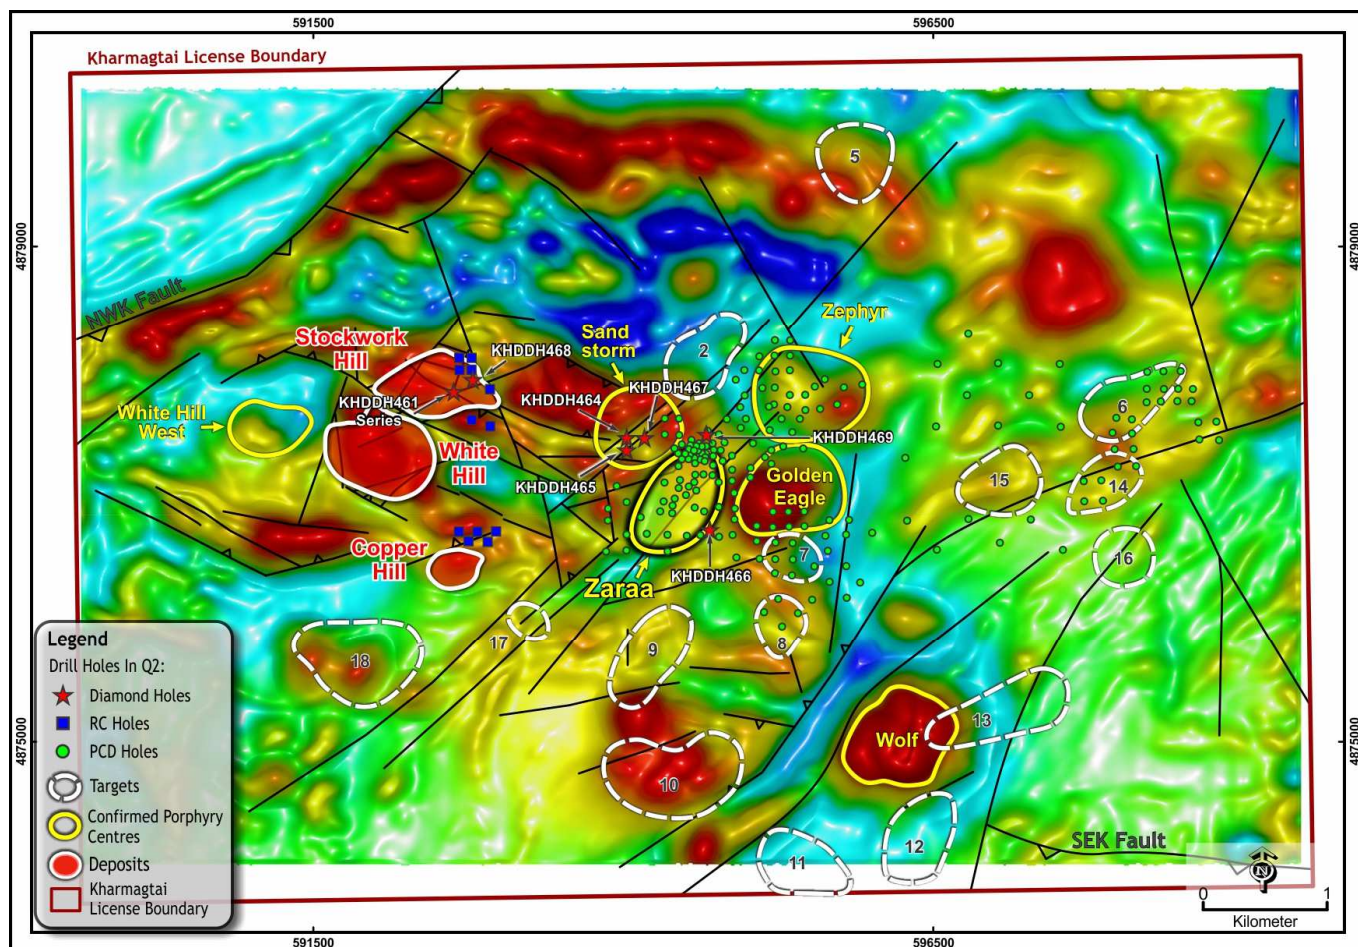 591500
596500
Kharmagtai License Boundary
4879000
4879000
5
NWK Fault
Stockwork
Hill
Sand
storm
Zephyr
2
KHDDH468
KHDDH467
KHDDH464
KHDDH461
Series
White Hill
West
6
White
Hill
KHDDH469
KHDDH465
Golden
Eagle
15
14
Copper
Hill
7
16
KHDDH466
Zaraa
17
9
8
18
Legend
Drill Holes In Q2:
Diamond Holes
RC Holes
PCD Holes
Targets
Confirmed Porphyry
Centres
Deposits
Kharmagtai
License Boundary
13
Wolf
4875000
4875000
10
12
11
SEK Fault
N
0
1
Kilometer
591500
596500